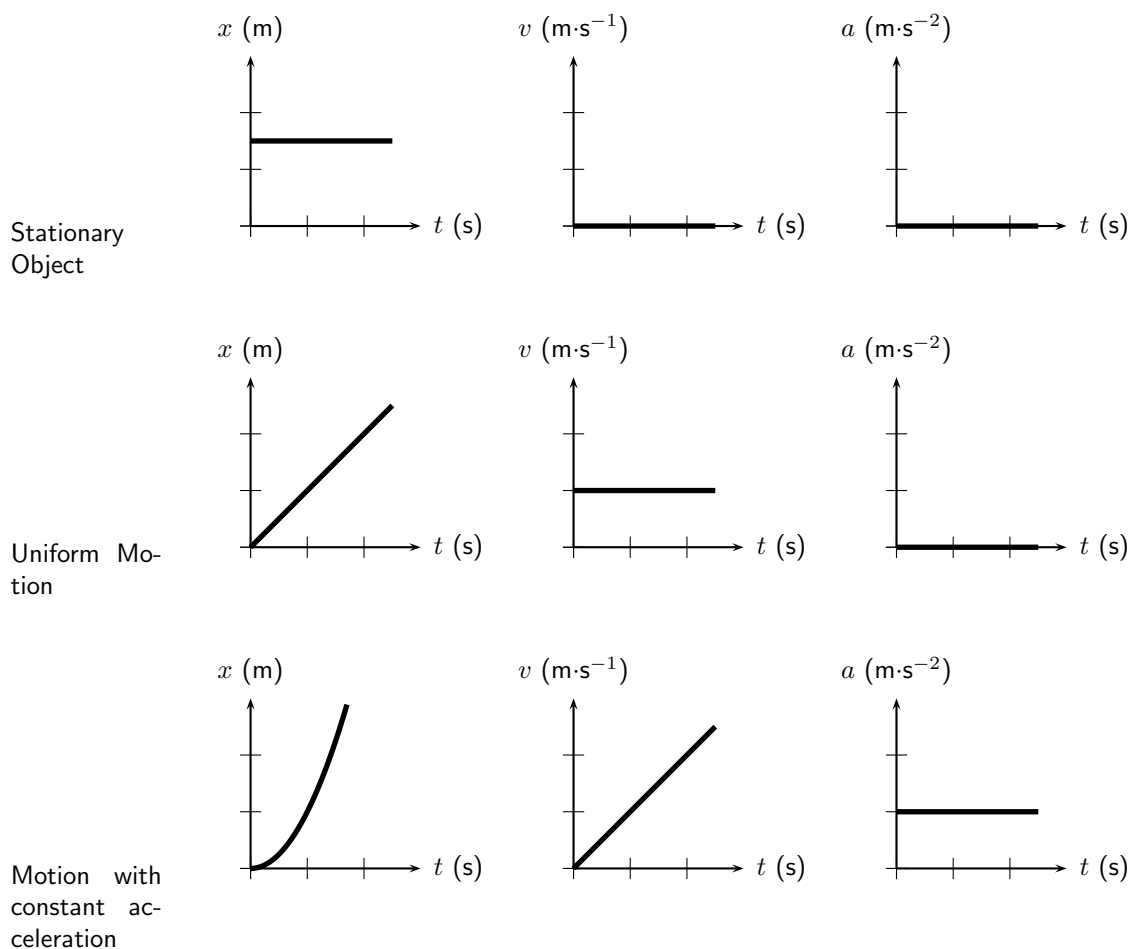 x (m) v (m·s⁻¹) a (m·s⁻²)
t (s) t (s) t (s)
Stationary
Object
x (m) v (m·s⁻¹) a (m·s⁻²)
t (s) t (s) t (s)
Uniform Mo-
tion
x (m) v (m·s⁻¹) a (m·s⁻²)
t (s) t (s) t (s)
Motion with
constant ac-
celeration